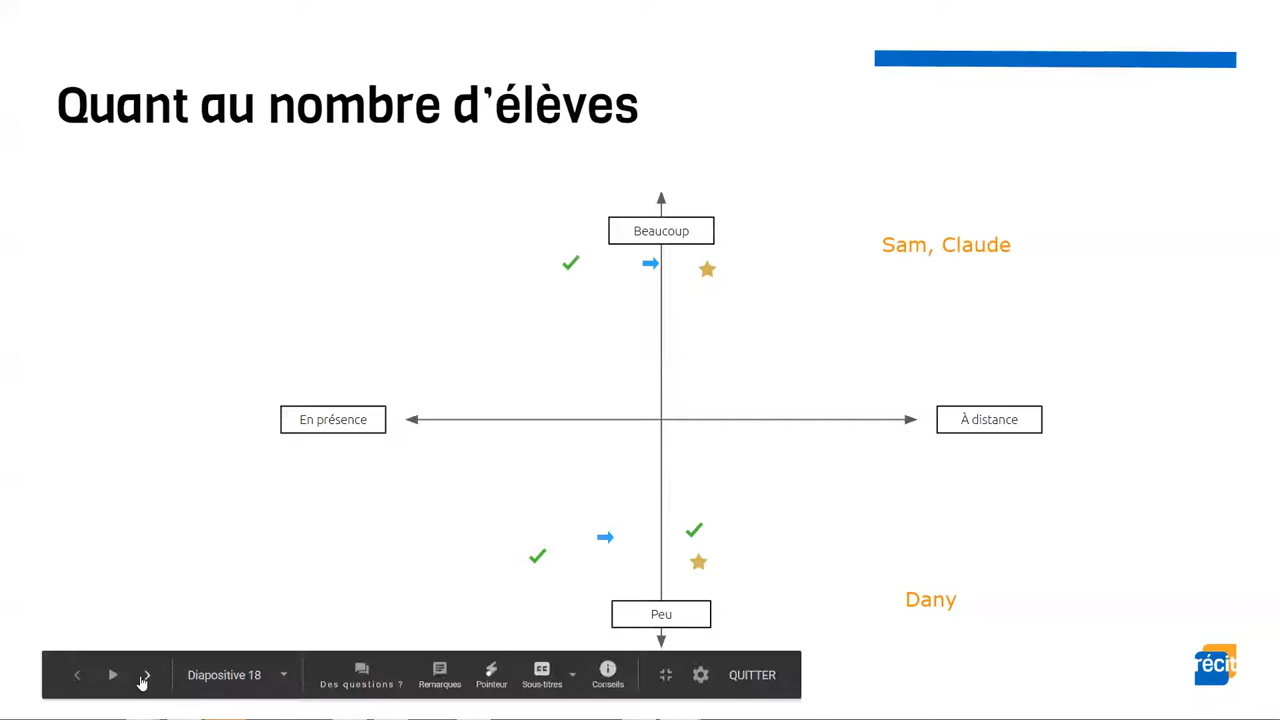 Quant au nombre d'élèves
Beaucoup
Sam, Claude
En présence
À distance
Dany
Peu
Diapositive 18
Des questions ?
Remarques
Pointeur
CC
Sous-titres
Conseils
QUITTER
récit